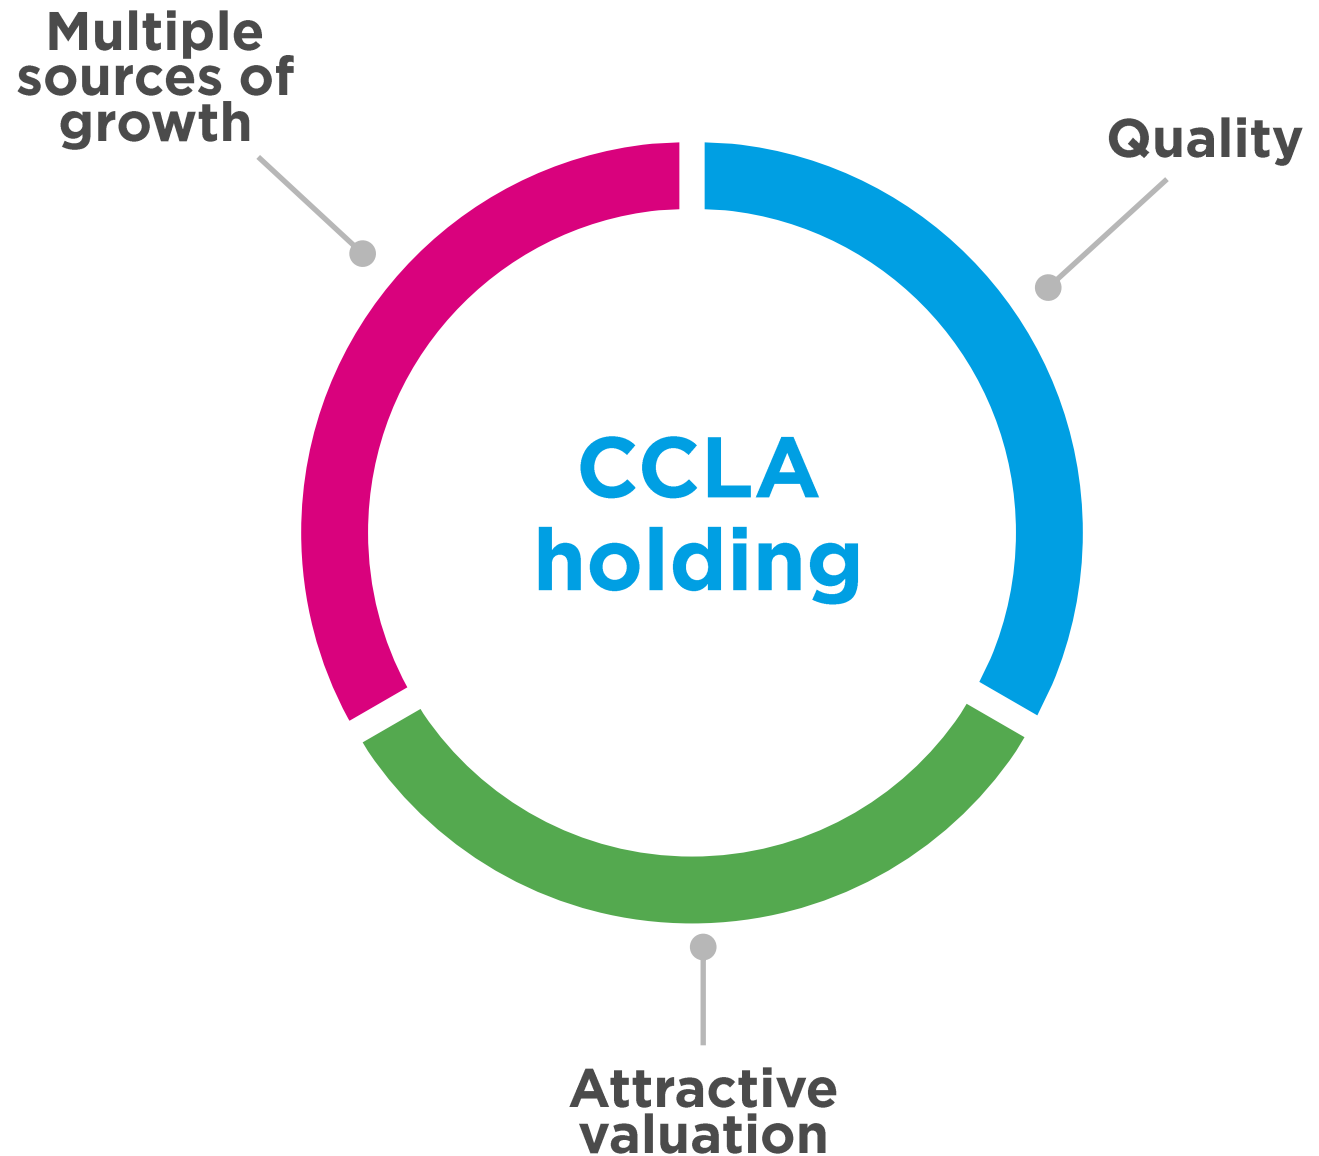 Multiple
sources of
growth
Quality
CCLA
holding
Attractive
valuation